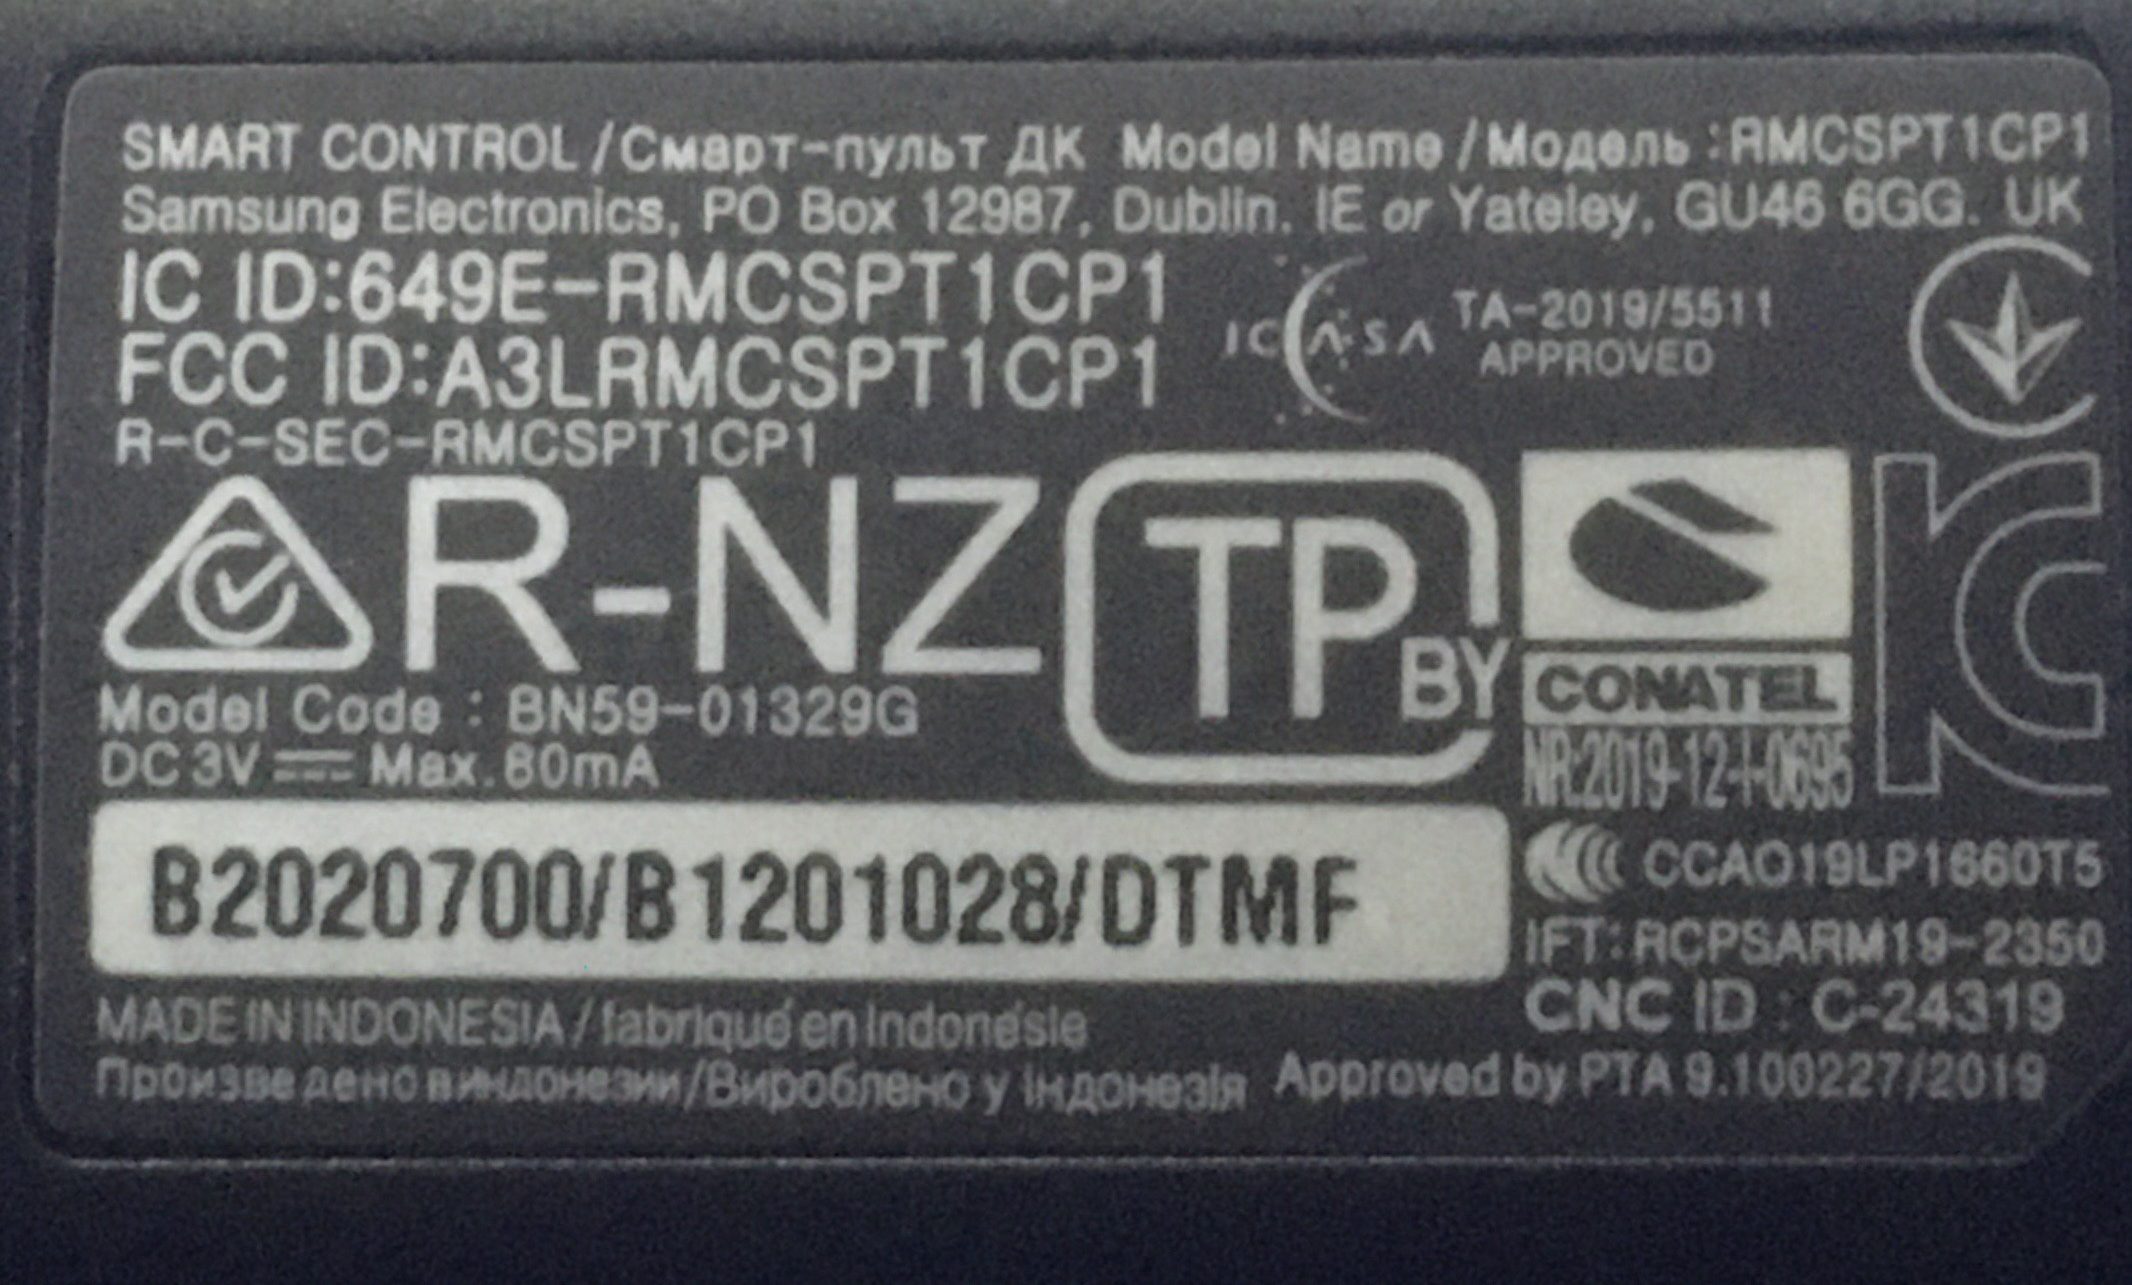 SMART CONTROL/Смарт-пульт ДК Model Name/Модель:RMCSPT1CP1
Samsung Electronics, PO Box 12987, Dublin. IE or Yateley, GU46 6GG. UK
IC ID:649E-RMCSPT1CP1
FCC ID:A3LRMCSPT1CP1
R-C-SEC-RMCSPT1CP1
ICASA TA-2019/5511
APPROVED
R-NZ
TP BY
CONATEL
NR:2019-12-I-0695
Model Code : BN59-01329G
DC 3V Max. 80mA
B2020700/B1201028/DTMF
CCAO19LP1660T5
IFT:RCPSARM19-2350
CNC ID : C-24319
MADE IN INDONESIA / fabriqué en Indonésie
Произведено в индонезии/Вироблено у Індонезія
Approved by PTA 9.100227/2019